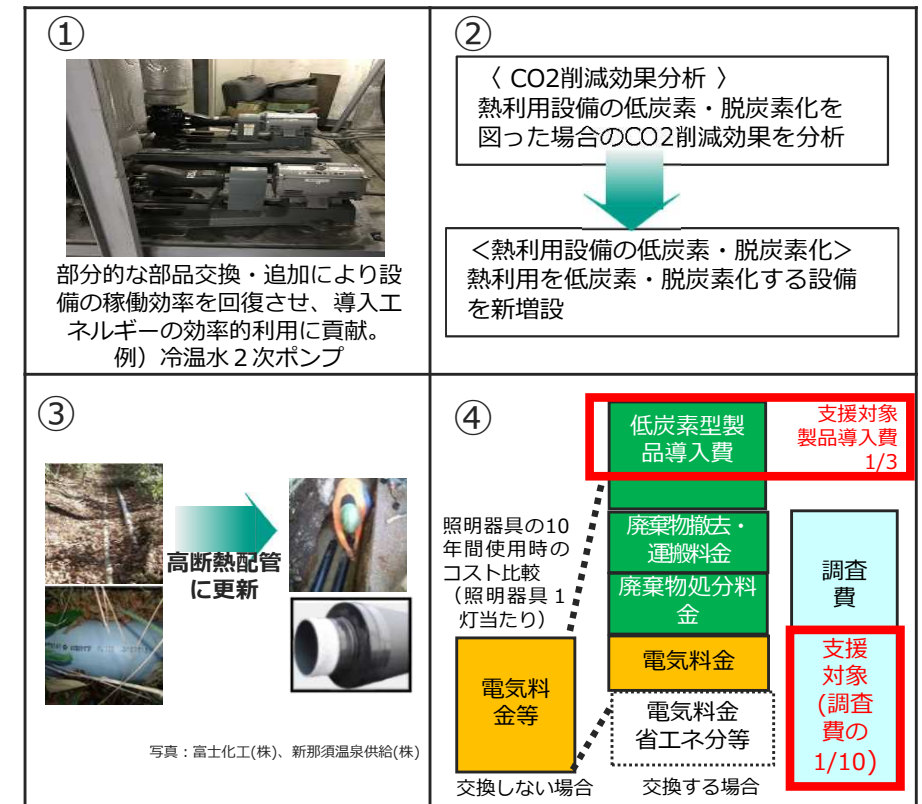 ①
部分的な部品交換・追加により設
備の稼働効率を回復させ、導入エ
ネルギーの効率的利用に貢献。
例）冷温水２次ポンプ
②
〈 CO2削減効果分析 〉
熱利用設備の低炭素・脱炭素化を
図った場合のCO2削減効果を分析
＜熱利用設備の低炭素・脱炭素化＞
熱利用を低炭素・脱炭素化する設備
を新増設
③
高断熱配管
に更新
写真：富士化工(株)、新那須温泉供給(株)
④
低炭素型製
品導入費
支援対象
製品導入費
1/3
照明器具の10
年間使用時の
コスト比較
（照明器具１
灯当たり）
廃棄物撤去・
運搬料金
廃棄物処分料
金
調査
費
電気料
金等
電気料金
電気料金
省エネ分等
支援
対象
(調査
費の
1/10)
交換しない場合
交換する場合